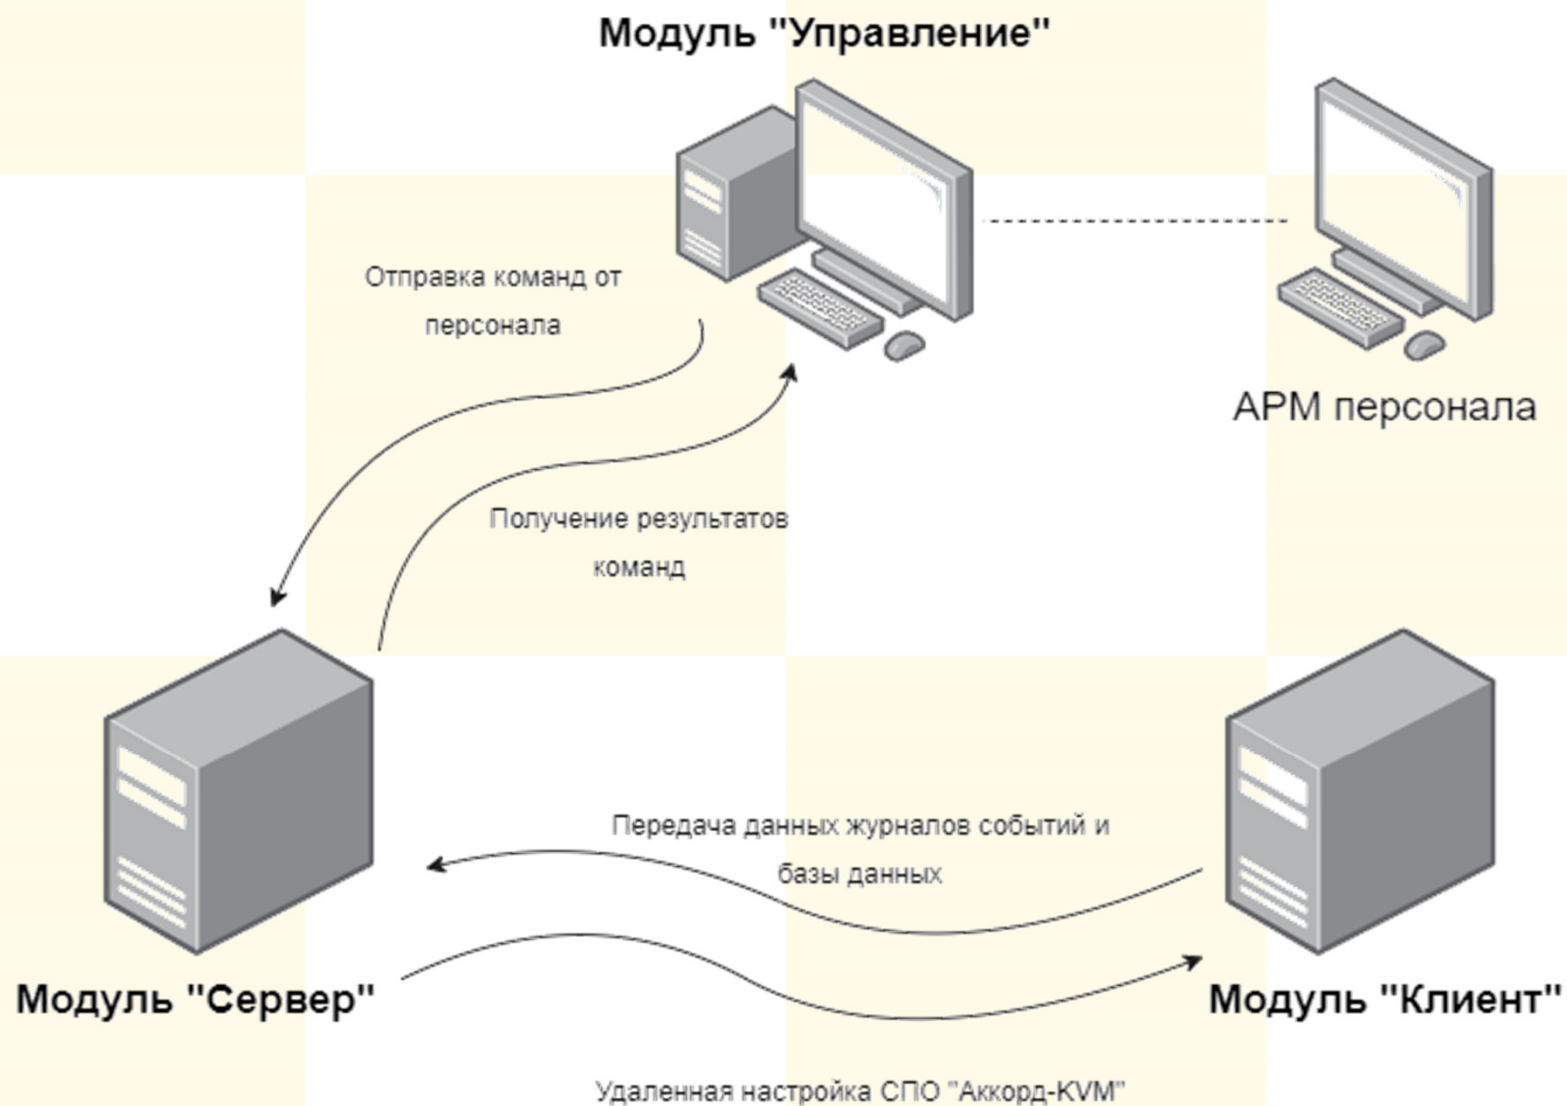 Модуль "Управление"
Отправка команд от
персонала
АРМ персонала
Получение результатов
команд
Передача данных журналов событий и
базы данных
Модуль "Сервер"
Модуль "Клиент"
Удаленная настройка СПО "Аккорд-KVM"